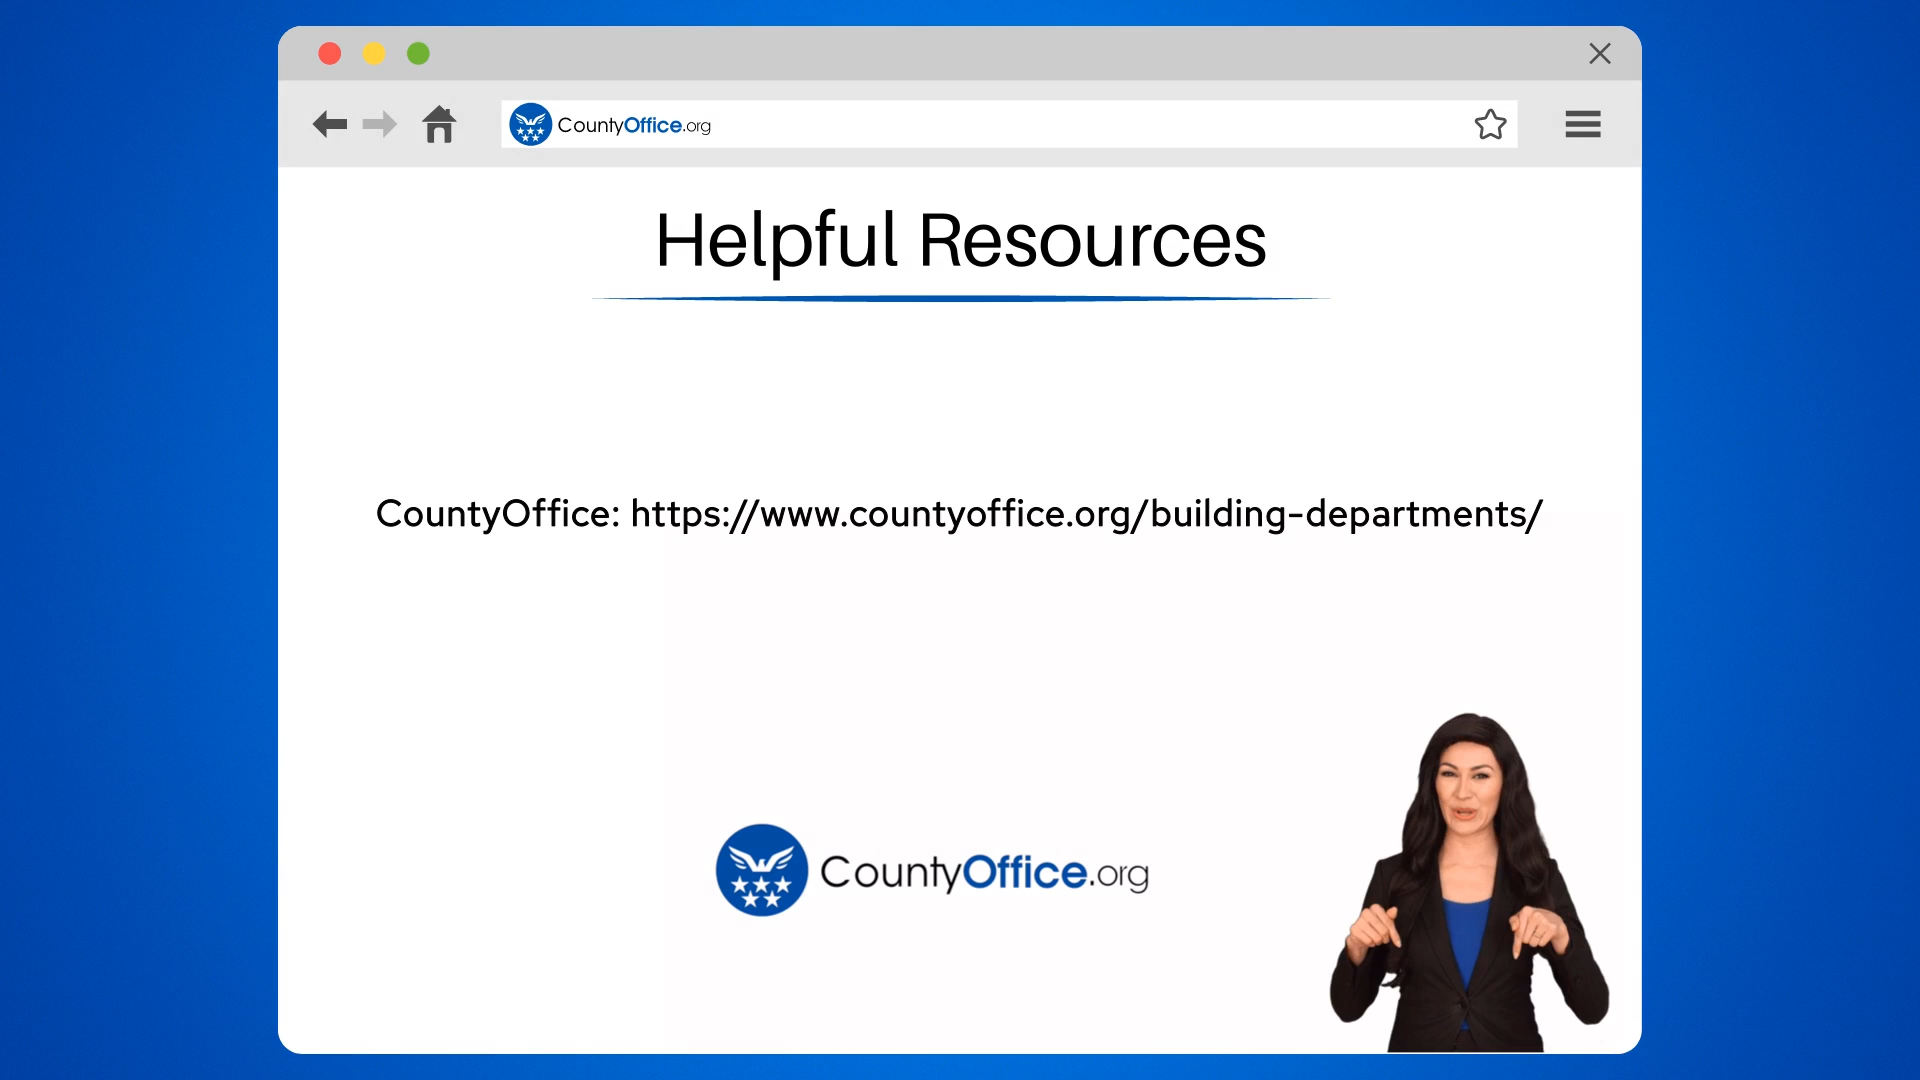 CountyOffice.org
Helpful Resources
CountyOffice: https://www.countyoffice.org/building-departments/
CountyOffice.org